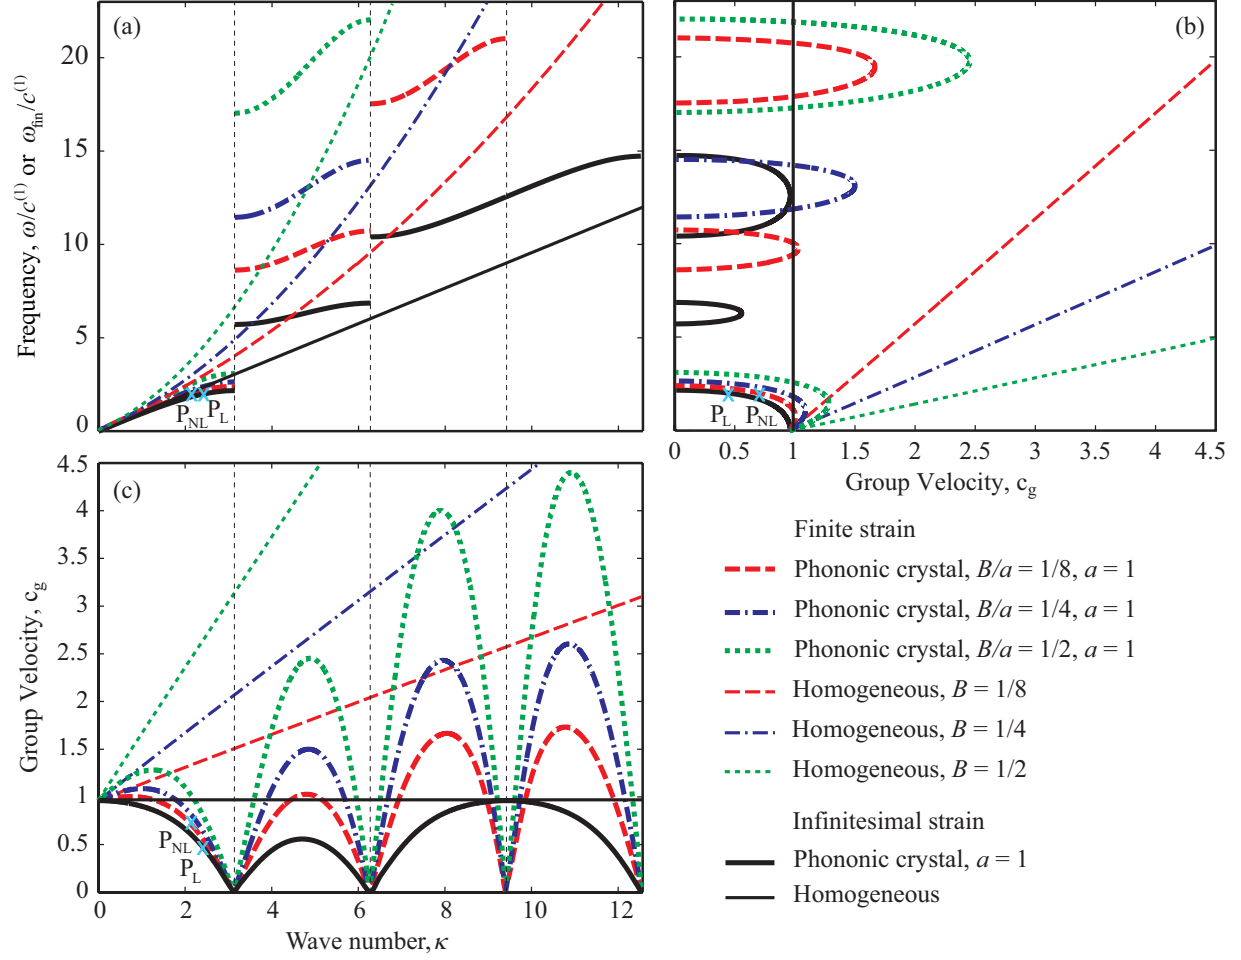 (a)
20
15
10
5
0
Frequency, ω/c⁽¹⁾ or ω_fin/c⁽¹⁾
P_NL P_L
(b)
P_L P_NL
0 0.5 1 1.5 2 2.5 3 3.5 4 4.5
Group Velocity, c_g
(c)
4.5
4
3.5
3
2.5
2
1.5
1
0.5
0
Group Velocity, c_g
P_NL
P_L
0 2 4 6 8 10 12
Wave number, κ
Finite strain
Phononic crystal, B/a = 1/8, a = 1
Phononic crystal, B/a = 1/4, a = 1
Phononic crystal, B/a = 1/2, a = 1
Homogeneous, B = 1/8
Homogeneous, B = 1/4
Homogeneous, B = 1/2
Infinitesimal strain
Phononic crystal, a = 1
Homogeneous